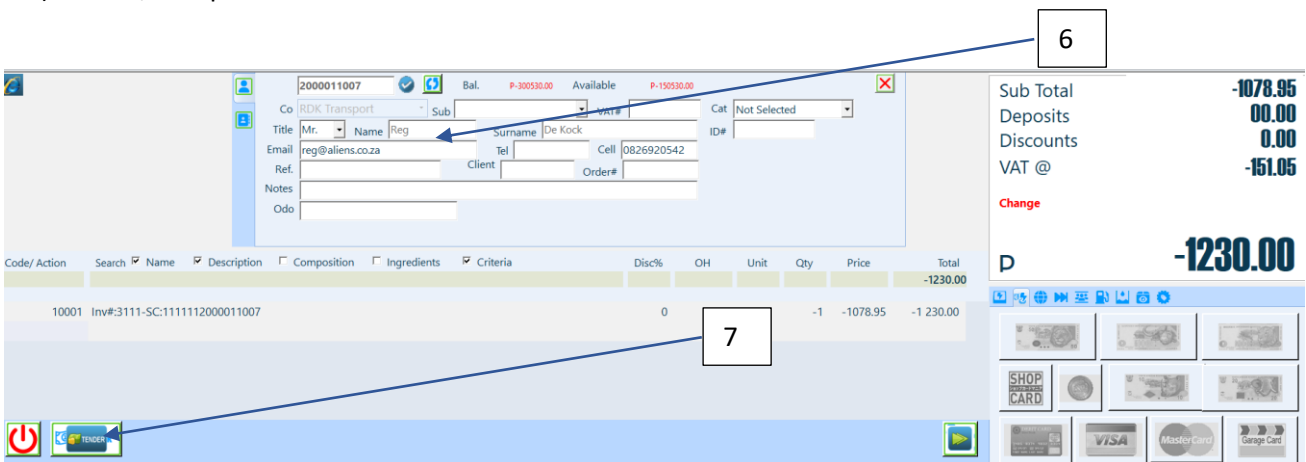 6
2000011007 Bal. P-300530.00 Available P-150530.00
Co RDK Transport Sub VAT# Cat Not Selected
Title Mr. Name Reg Surname De Kock ID#
Email reg@aliens.co.za Tel Cell 0826920542
Ref. Client Order#
Notes
Odo
Sub Total -1078.95
Deposits 00.00
Discounts 0.00
VAT @ -151.05
Change
P -1230.00
Code/ Action Search Name Description Composition Ingredients Criteria Disc% OH Unit Qty Price Total
-1230.00
10001 Inv#:3111-SC:1111112000011007 0 -1 -1078.95 -1 230.00
7
TENDER
SHOP
CARD
VISA MasterCard Garage Card